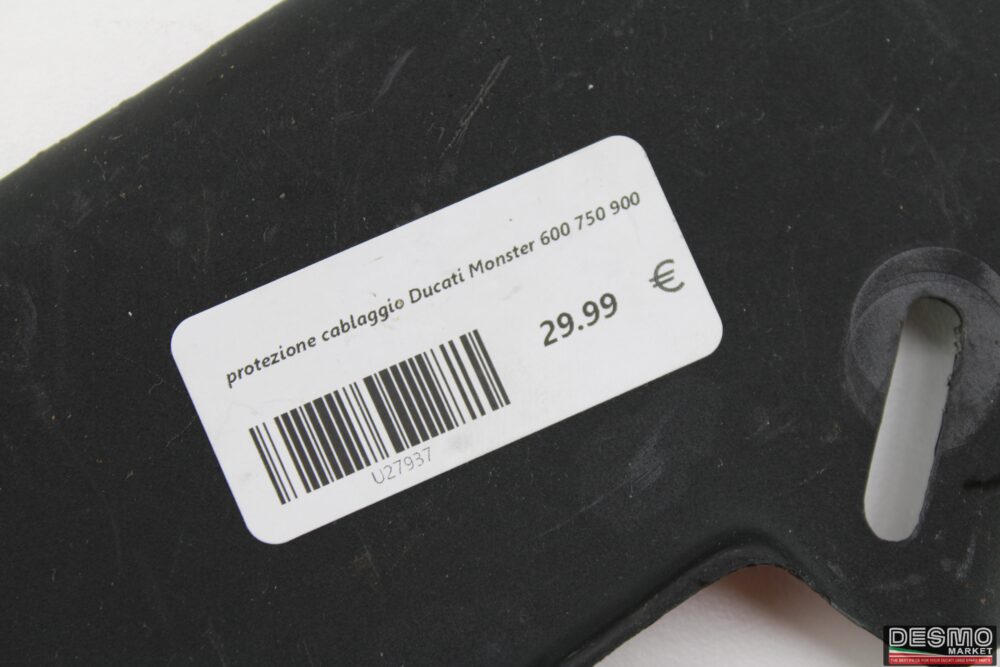 protezione cablaggio Ducati Monster 600 750 900
29.99 €
U27937
DESMO
MARKET